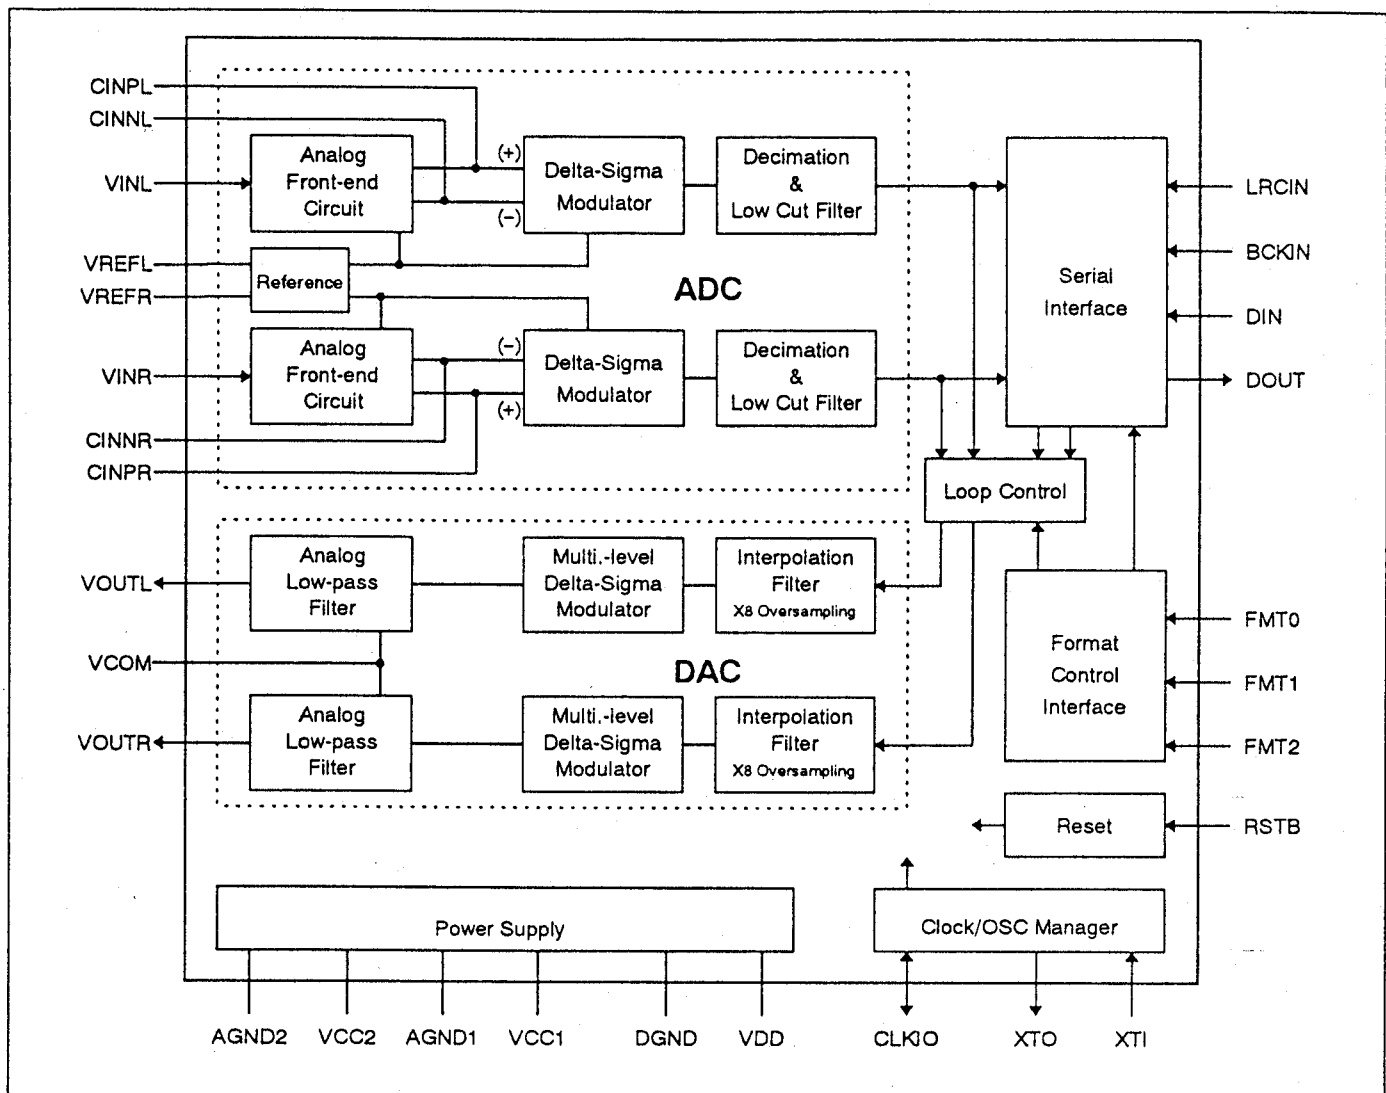 CINPL
CINNL
VINL
VREFL
VREFR
VINR
CINNR
CINPR
Analog
Front-end
Circuit
(+)
(−)
Delta-Sigma
Modulator
Decimation
&
Low Cut Filter
Reference
ADC
Analog
Front-end
Circuit
(−)
(+)
Delta-Sigma
Modulator
Decimation
&
Low Cut Filter
Serial
Interface
LRCIN
BCKIN
DIN
DOUT
Loop Control
VOUTL
VCOM
VOUTR
Analog
Low-pass
Filter
Multi.-level
Delta-Sigma
Modulator
Interpolation
Filter
X8 Oversampling
DAC
Analog
Low-pass
Filter
Multi.-level
Delta-Sigma
Modulator
Interpolation
Filter
X8 Oversampling
Format
Control
Interface
FMT0
FMT1
FMT2
Reset
RSTB
Power Supply
Clock/OSC Manager
AGND2
VCC2
AGND1
VCC1
DGND
VDD
CLKIO
XTO
XTI